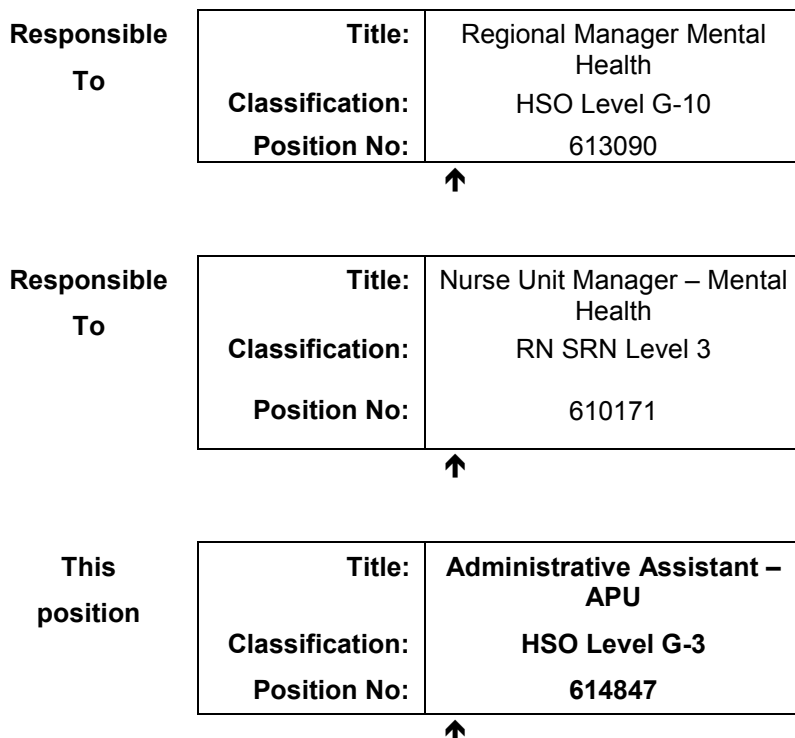 Responsible Title: Regional Manager Mental
To Health
Classification: HSO Level G-10
Position No: 613090
↑
Responsible Title: Nurse Unit Manager – Mental
To Health
Classification: RN SRN Level 3
Position No: 610171
↑
This Title: Administrative Assistant –
position APU
Classification: HSO Level G-3
Position No: 614847
↑